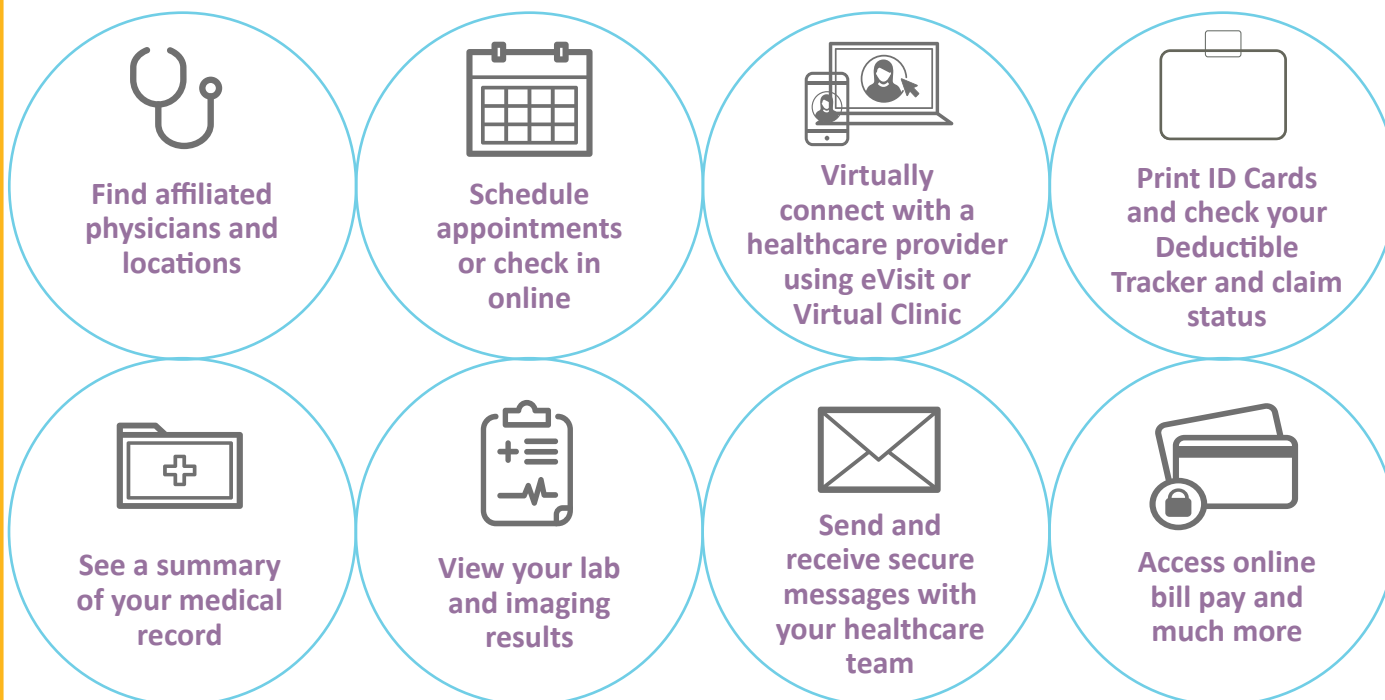 Find affiliated
physicians and
locations
Schedule
appointments
or check in
online
Virtually
connect with a
healthcare provider
using eVisit or
Virtual Clinic
Print ID Cards
and check your
Deductible
Tracker and claim
status
See a summary
of your medical
record
View your lab
and imaging
results
Send and
receive secure
messages with
your healthcare
team
Access online
bill pay and
much more